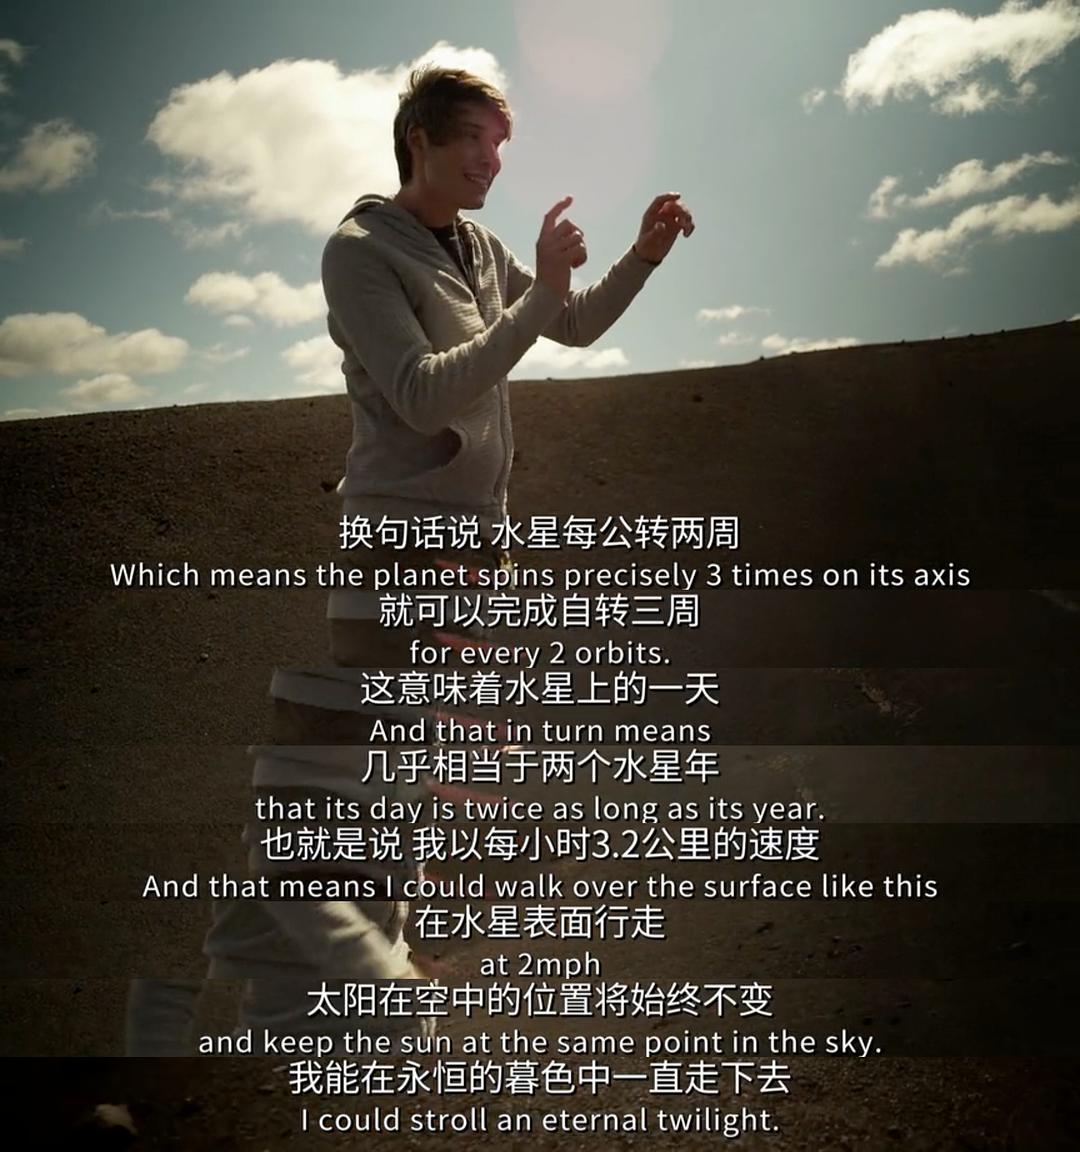 换句话说 水星每公转两周
Which means the planet spins precisely 3 times on its axis
就可以完成自转三周
for every 2 orbits.
这意味着水星上的一天
And that in turn means
几乎相当于两个水星年
that its day is twice as long as its year.
也就是说 我以每小时3.2公里的速度
And that means I could walk over the surface like this
在水星表面行走
at 2mph
太阳在空中的位置将始终不变
and keep the sun at the same point in the sky.
我能在永恒的暮色中一直走下去
I could stroll an eternal twilight.